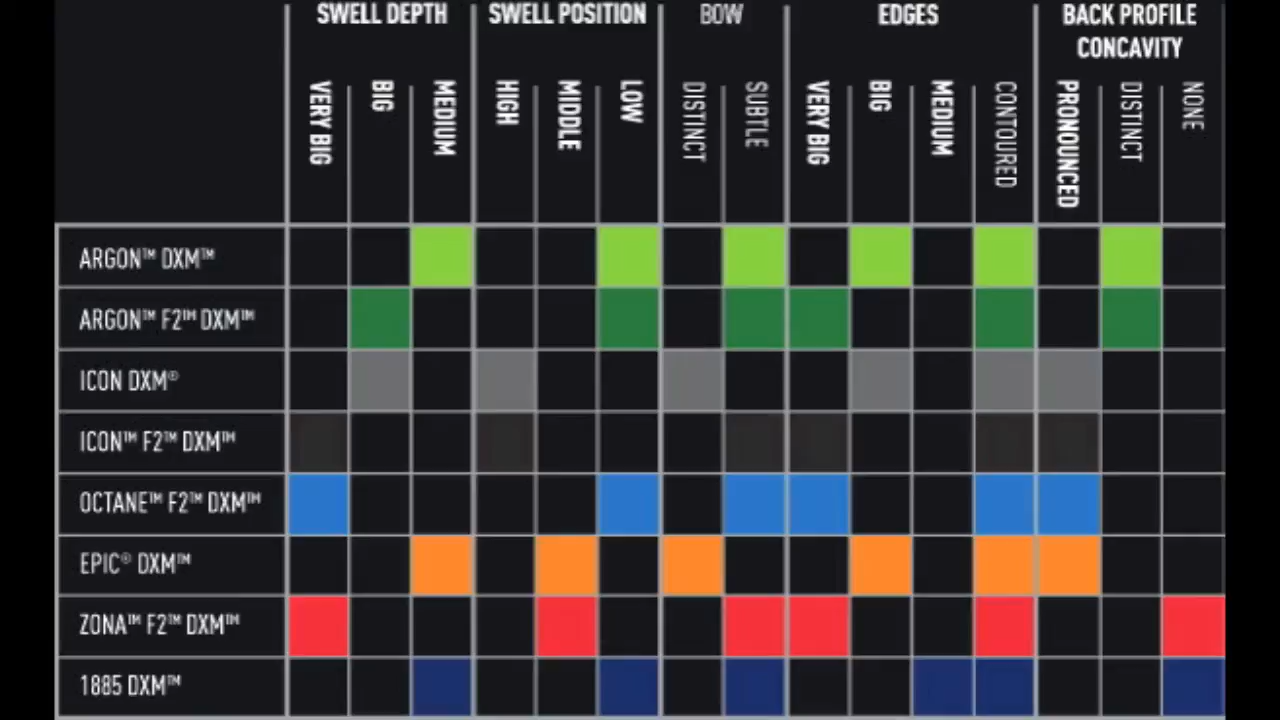 SWELL DEPTH SWELL POSITION BOW EDGES BACK PROFILE
CONCAVITY
VERY BIG BIG MEDIUM HIGH MIDDLE LOW DISTINCT SUBTLE VERY BIG BIG MEDIUM CONTOURED PRONOUNCED DISTINCT NONE
ARGON™ DXM™
ARGON™ F2™ DXM™
ICON DXM®
ICON™ F2™ DXM™
OCTANE™ F2™ DXM™
EPIC® DXM™
ZONA™ F2™ DXM™
1885 DXM™